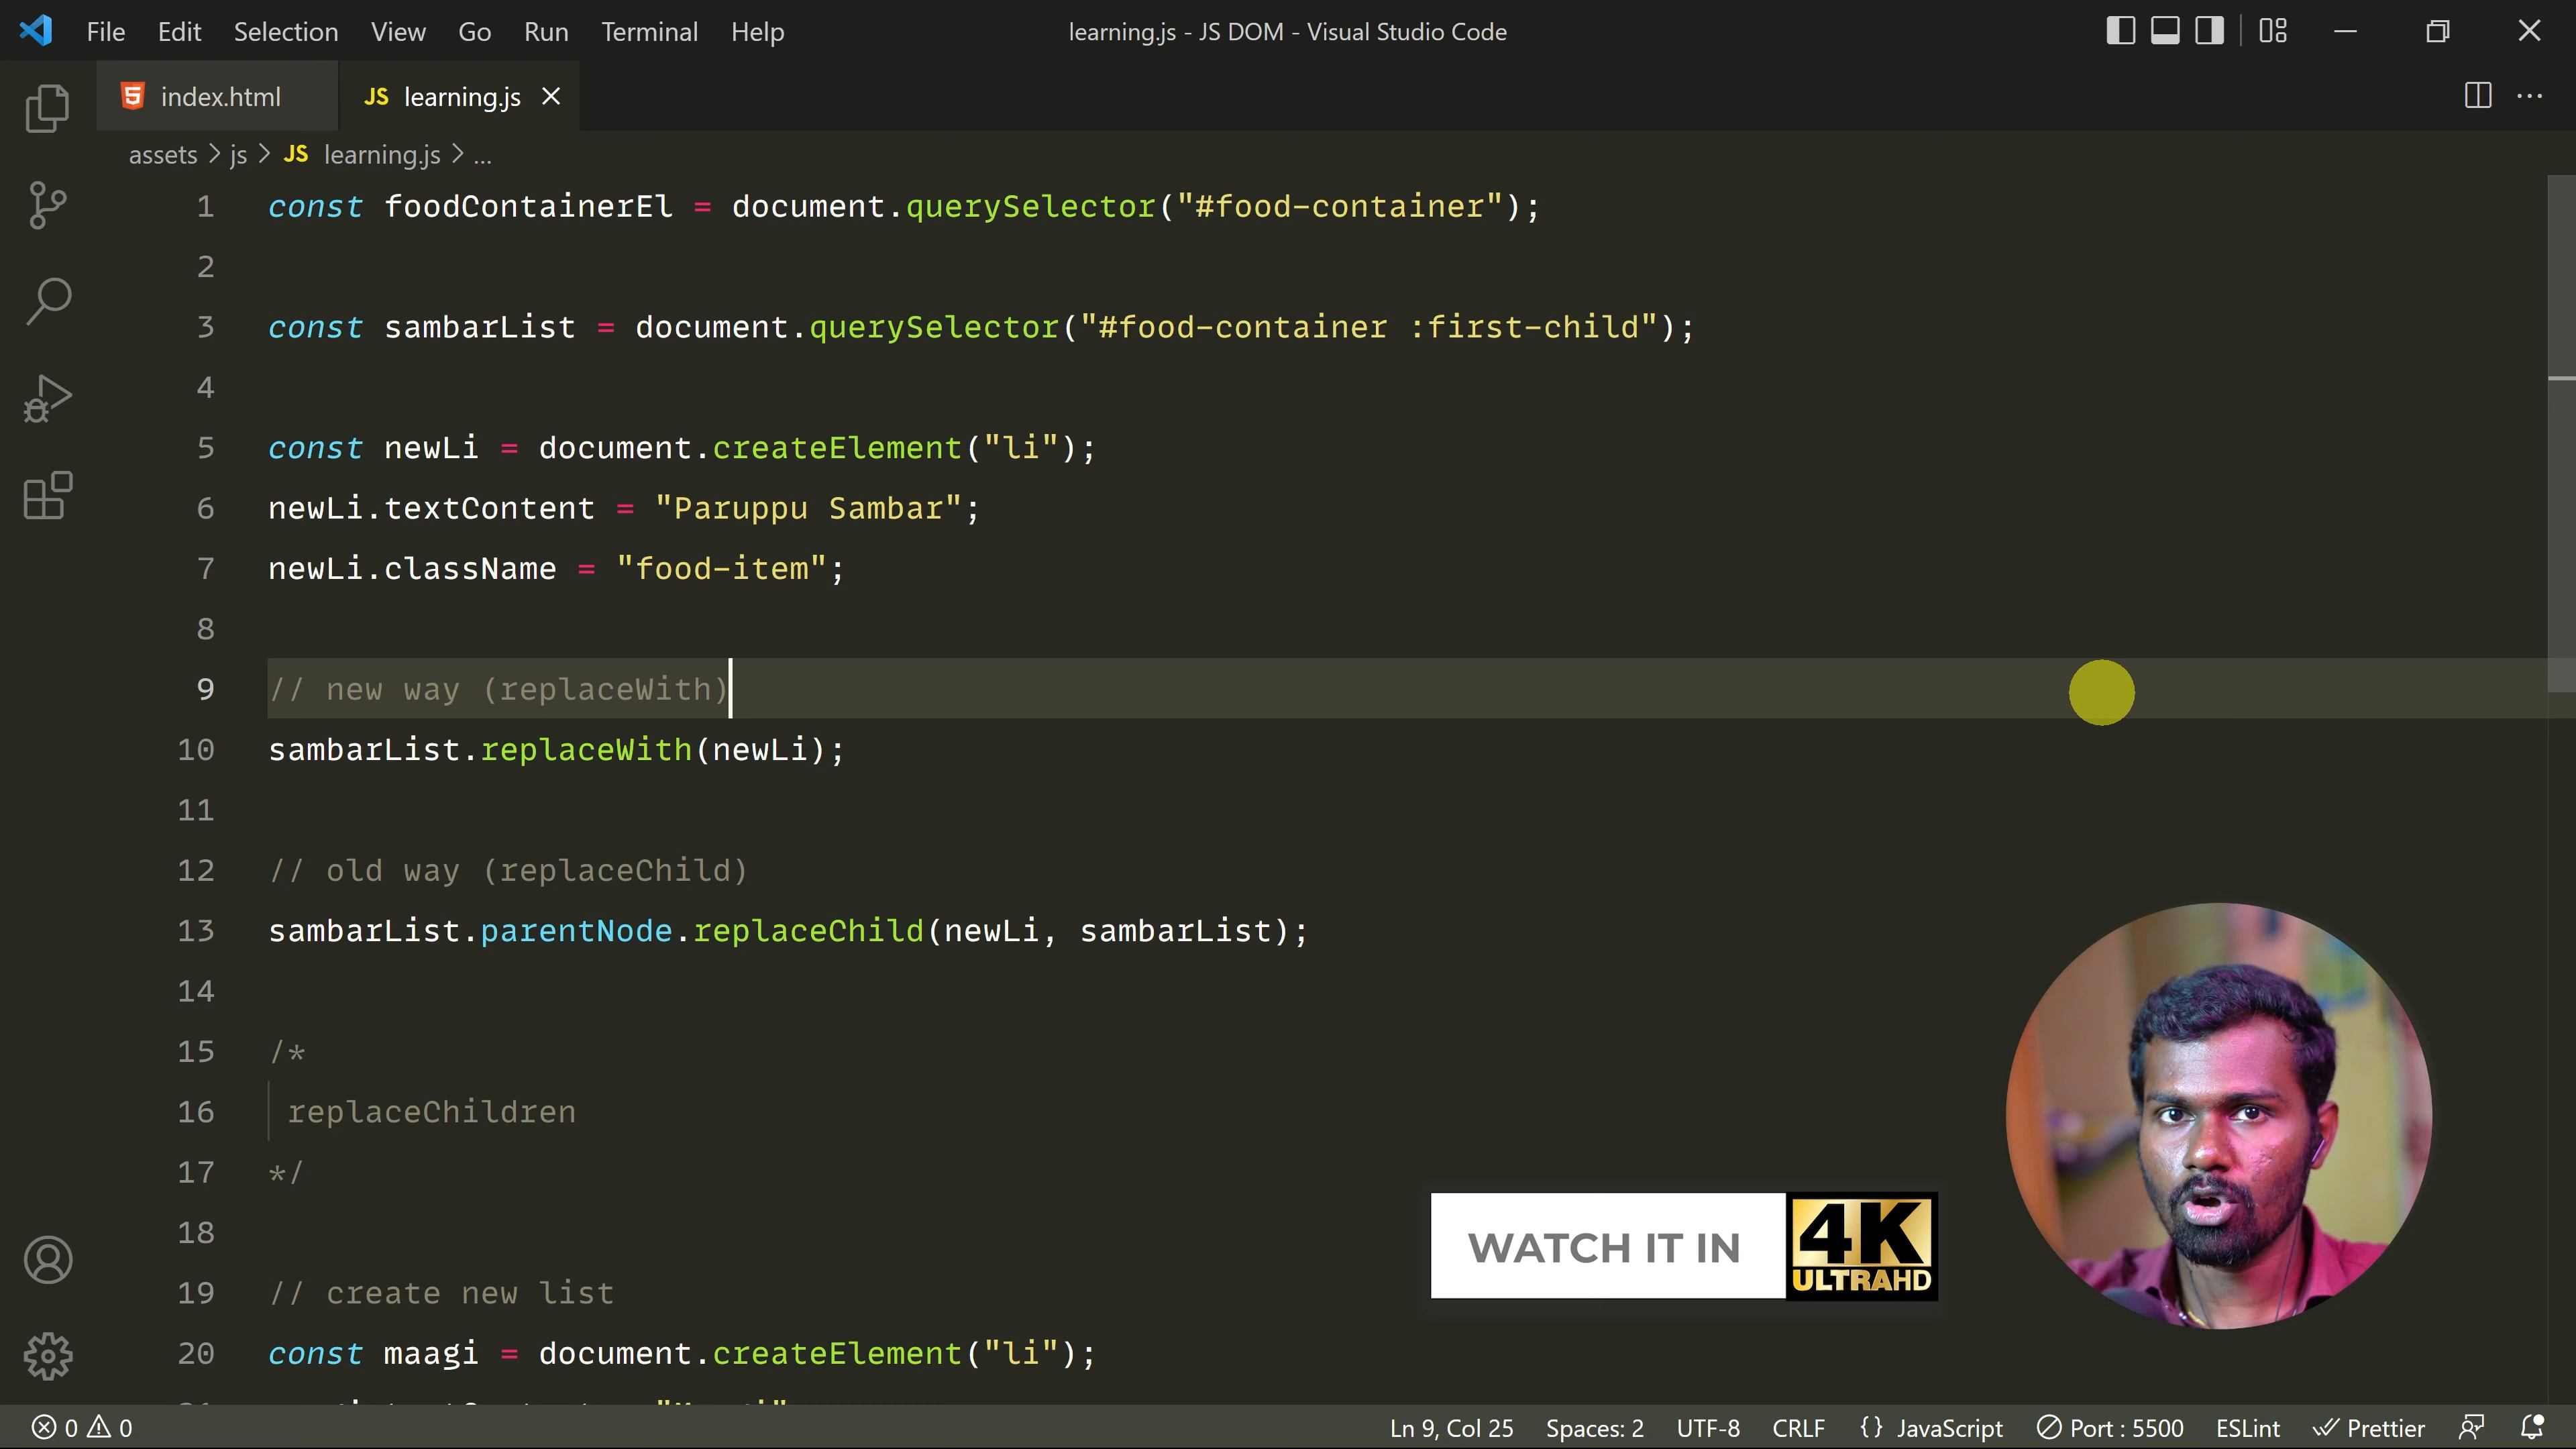 File Edit Selection View Go Run Terminal Help learning.js - JS DOM - Visual Studio Code
index.html JS learning.js
assets > js > JS learning.js > ...
1 const foodContainerEl = document.querySelector("#food-container");
2
3 const sambarList = document.querySelector("#food-container :first-child");
4
5 const newLi = document.createElement("li");
6 newLi.textContent = "Paruppu Sambar";
7 newLi.className = "food-item";
8
9 // new way (replaceWith)
10 sambarList.replaceWith(newLi);
11
12 // old way (replaceChild)
13 sambarList.parentNode.replaceChild(newLi, sambarList);
14
15 /*
16 replaceChildren
17 */
18
19 // create new list
20 const maagi = document.createElement("li");
WATCH IT IN
4K
ULTRAHD
0 0 Ln 9, Col 25 Spaces: 2 UTF-8 CRLF {} JavaScript Port : 5500 ESLint Prettier